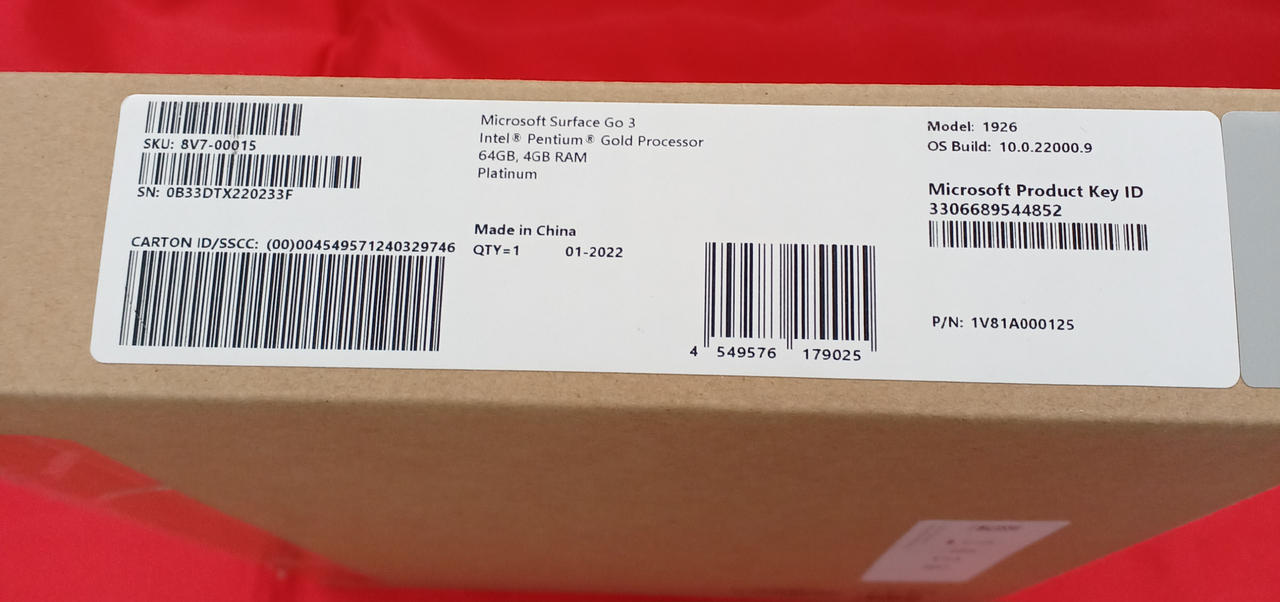 SKU: 8V7-00015
SN: 0B33DTX220233F
CARTON ID/SSCC: (00)004549571240329746
Microsoft Surface Go 3
Intel® Pentium® Gold Processor
64GB, 4GB RAM
Platinum
Made in China
QTY=1 01-2022
4 549576 179025
Model: 1926
OS Build: 10.0.22000.9
Microsoft Product Key ID
3306689544852
P/N: 1V81A000125